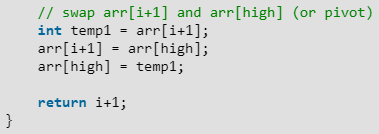 // swap arr[i+1] and arr[high] (or pivot)
int temp1 = arr[i+1];
arr[i+1] = arr[high];
arr[high] = temp1;
return i+1;
}